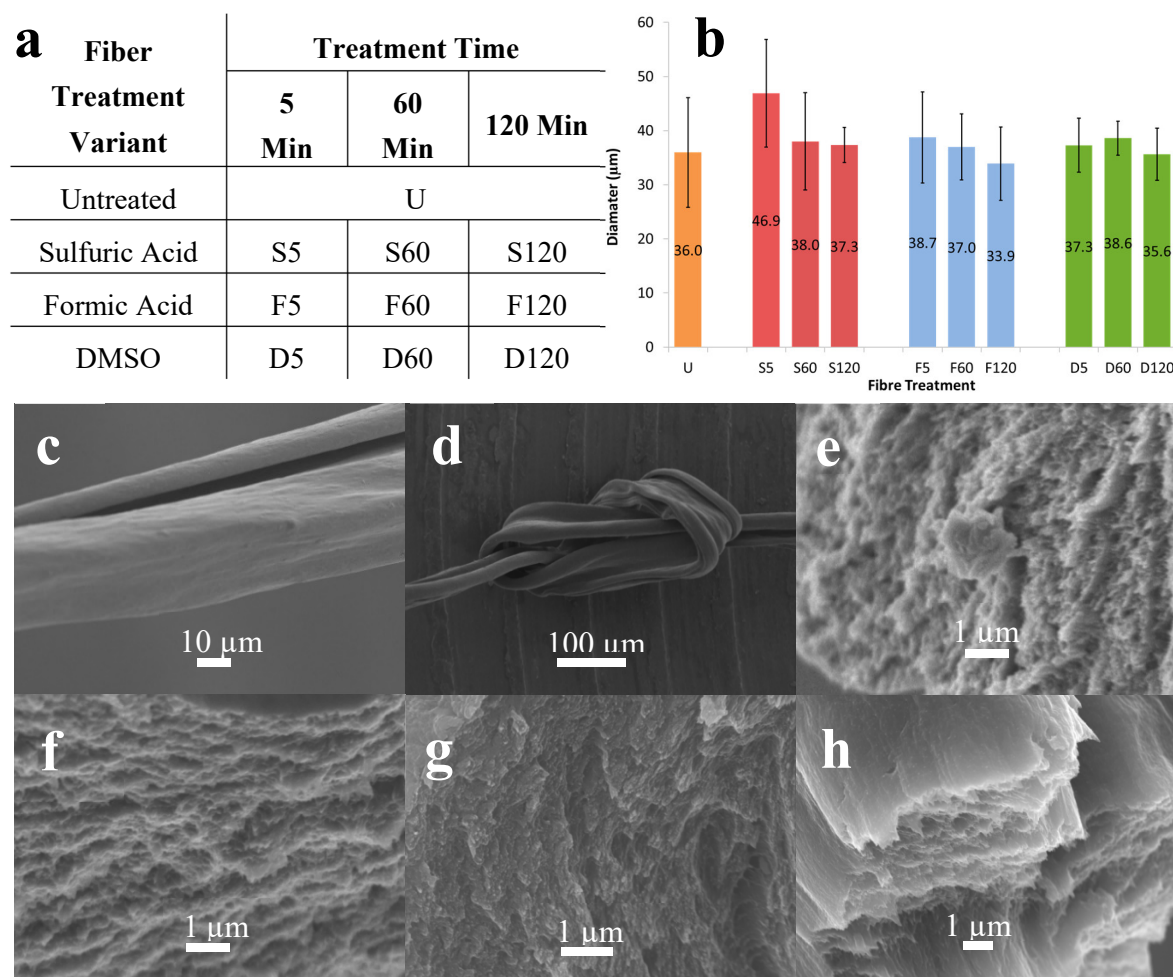 a
Fiber
Treatment
Variant
Treatment Time
5
Min
60
Min
120 Min
Untreated
U
Sulfuric Acid
S5
S60
S120
Formic Acid
F5
F60
F120
DMSO
D5
D60
D120
b
60
50
40
30
20
10
0
Diamater (µm)
36.0
46.9
38.0
37.3
38.7
37.0
33.9
37.3
38.6
35.6
U
S5
S60
S120
F5
F60
F120
D5
D60
D120
Fibre Treatment
c
10 µm
d
100 µm
e
1 µm
f
1 µm
g
1 µm
h
1 µm